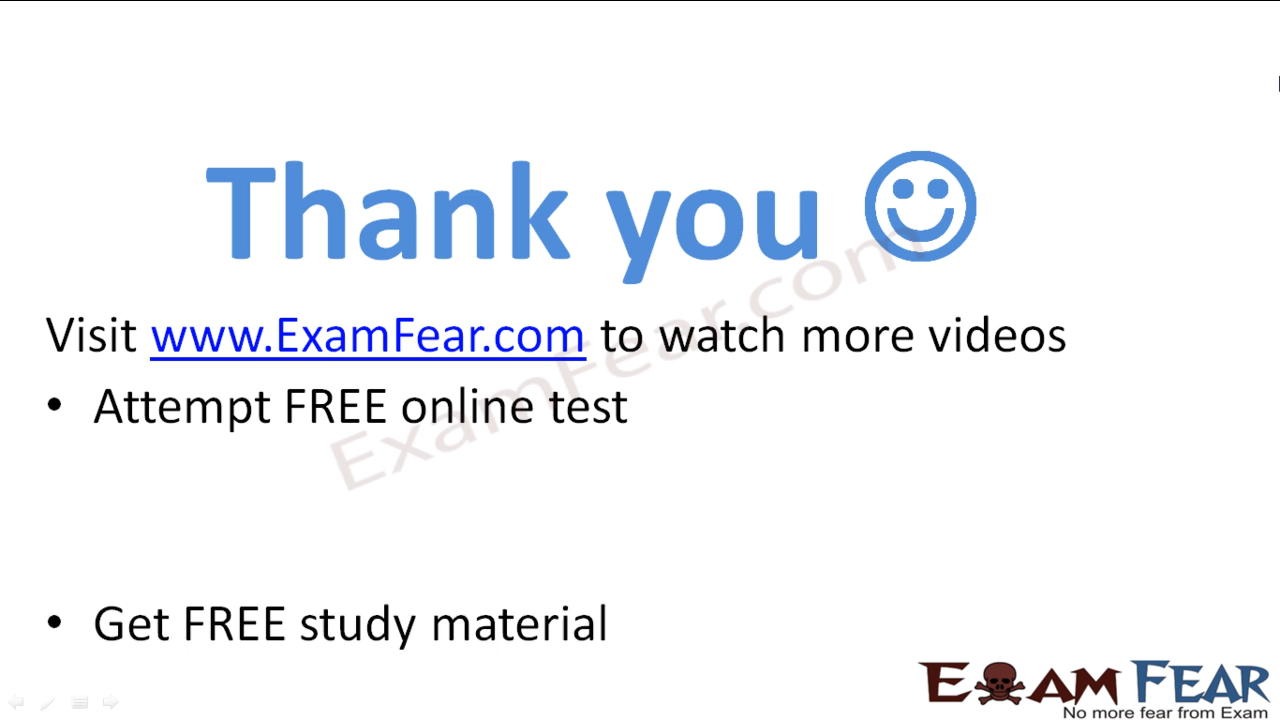 Thank you ☺
Visit www.ExamFear.com to watch more videos
• Attempt FREE online test
• Get FREE study material
ExamFear.com
EXAM FEAR
No more fear from Exam